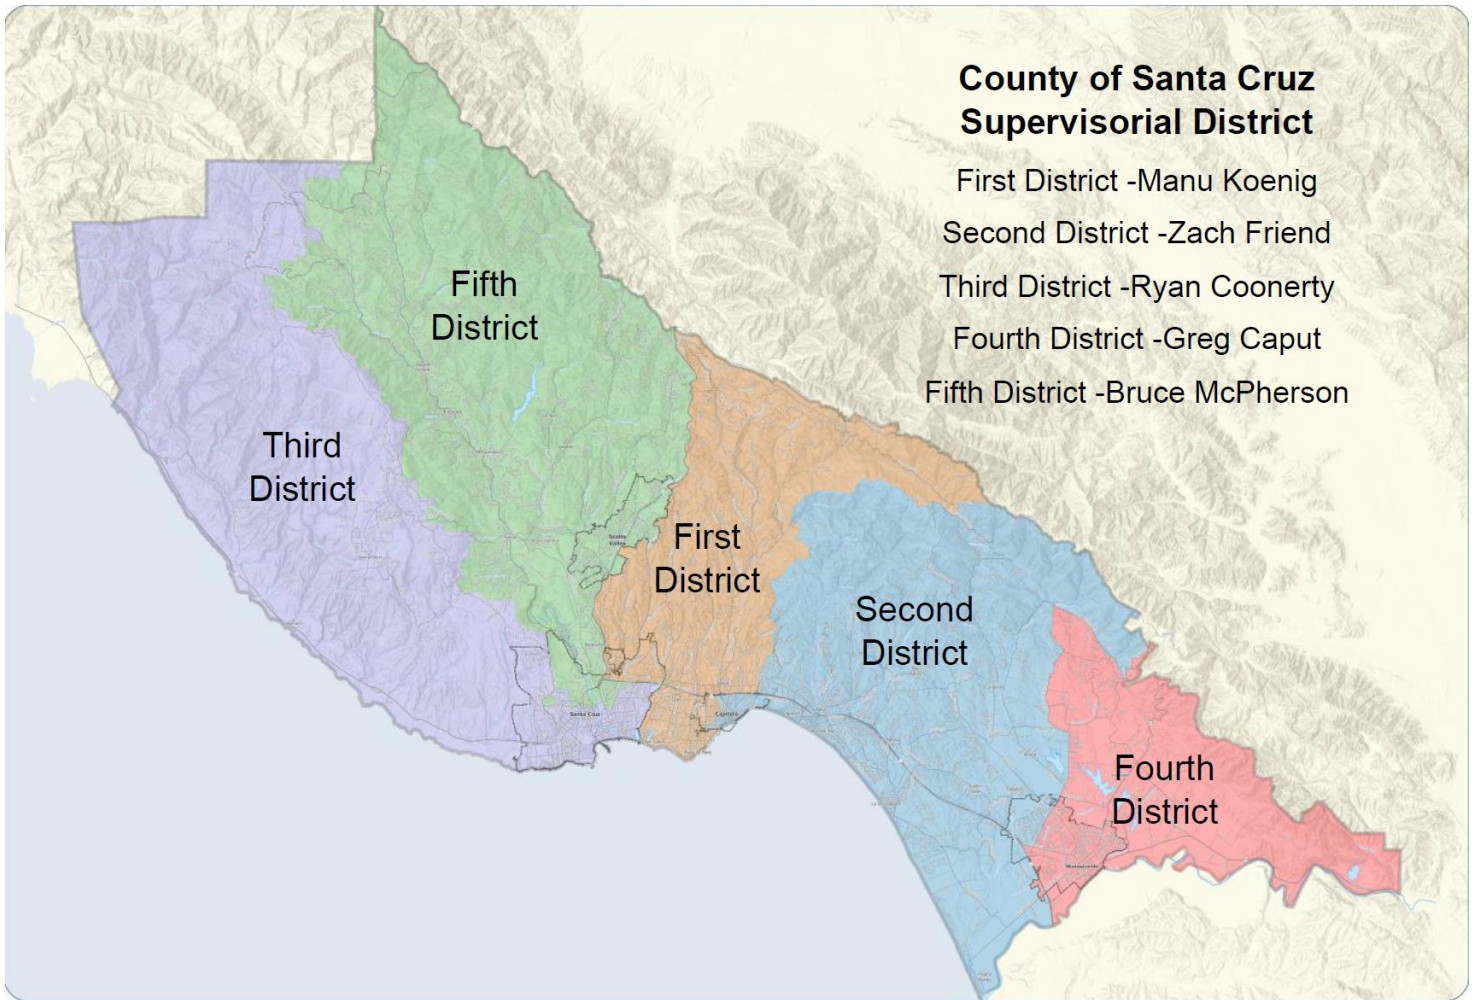 County of Santa Cruz
Supervisorial District
First District -Manu Koenig
Second District -Zach Friend
Third District -Ryan Coonerty
Fourth District -Greg Caput
Fifth District -Bruce McPherson
Fifth
District
Third
District
First
District
Second
District
Fourth
District
Scotts
Valley
Santa Cruz
Capitola
Watsonville